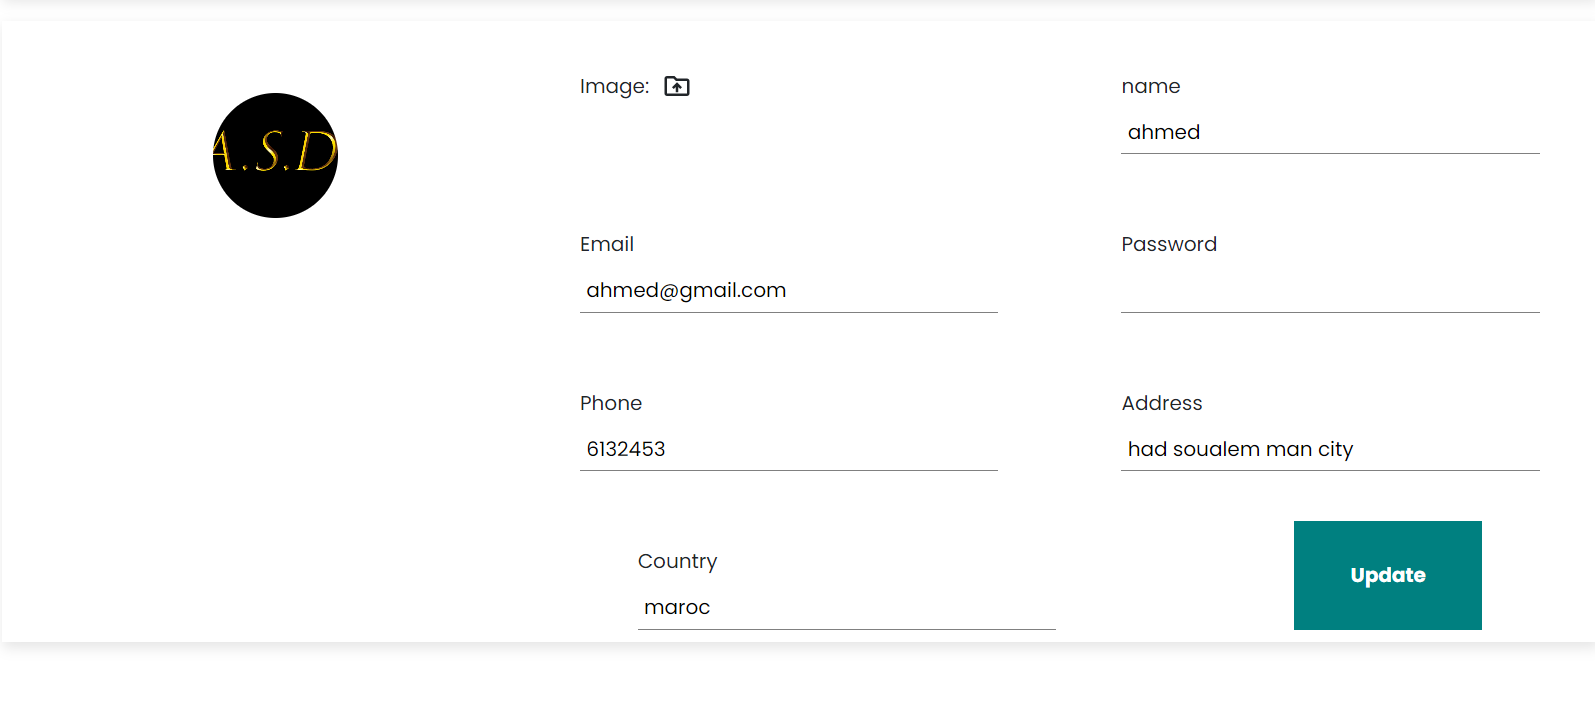 A.S.D
Image:
name
ahmed
Email
ahmed@gmail.com
Password
Phone
6132453
Address
had soualem man city
Country
maroc
Update